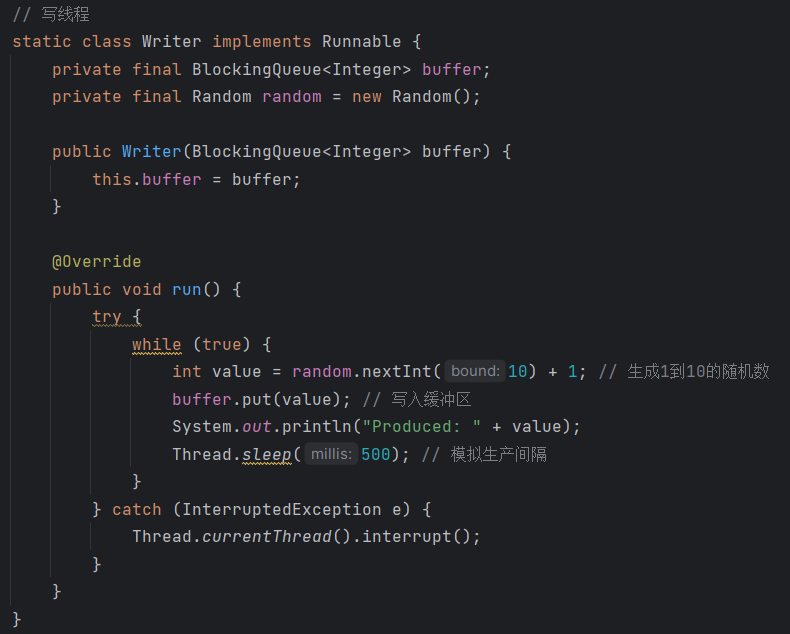 // 写线程
static class Writer implements Runnable {
    private final BlockingQueue<Integer> buffer;
    private final Random random = new Random();

    public Writer(BlockingQueue<Integer> buffer) {
        this.buffer = buffer;
    }

    @Override
    public void run() {
        try {
            while (true) {
                int value = random.nextInt( bound: 10) + 1; // 生成1到10的随机数
                buffer.put(value); // 写入缓冲区
                System.out.println("Produced: " + value);
                Thread.sleep( millis: 500); // 模拟生产间隔
            }
        } catch (InterruptedException e) {
            Thread.currentThread().interrupt();
        }
    }
}